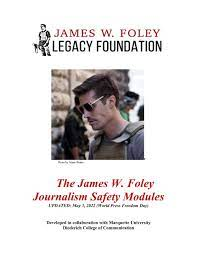 JAMES W. FOLEY
LEGACY FOUNDATION
The James W. Foley
Journalism Safety Modules
UPDATED: May 3, 2022 (World Press Freedom Day)
Developed in collaboration with Marquette University
Diederich College of Communication